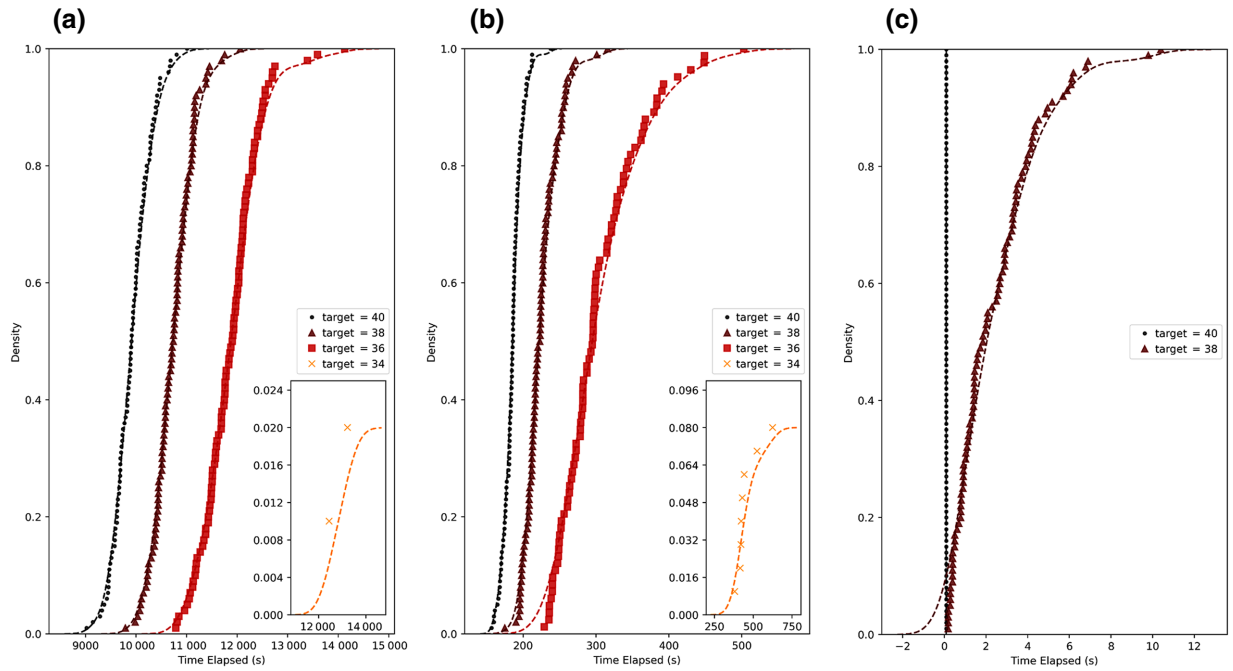 (a)
(b)
(c)
1.0
0.8
0.6
0.4
0.2
0.0
Density
9000
10 000
11 000
12 000
13 000
14 000
15 000
Time Elapsed (s)
target = 40
target = 38
target = 36
target = 34
0.024
0.020
0.016
0.012
0.008
0.004
0.000
12 000
14 000
1.0
0.8
0.6
0.4
0.2
0.0
Density
200
300
400
500
Time Elapsed (s)
target = 40
target = 38
target = 36
target = 34
0.096
0.080
0.064
0.048
0.032
0.016
0.000
250
500
750
1.0
0.8
0.6
0.4
0.2
0.0
Density
−2
0
2
4
6
8
10
12
Time Elapsed (s)
target = 40
target = 38